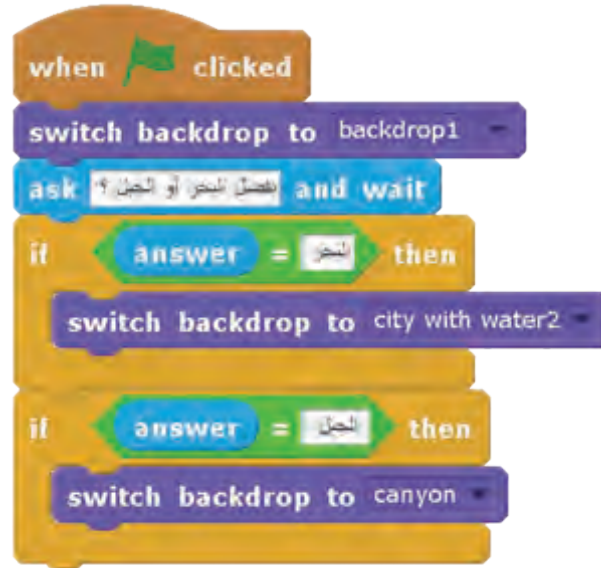 when clicked
switch backdrop to backdrop1
ask تفضل البحر أو الجبل ؟ and wait
if answer = البحر then
switch backdrop to city with water2
if answer = الجبل then
switch backdrop to canyon